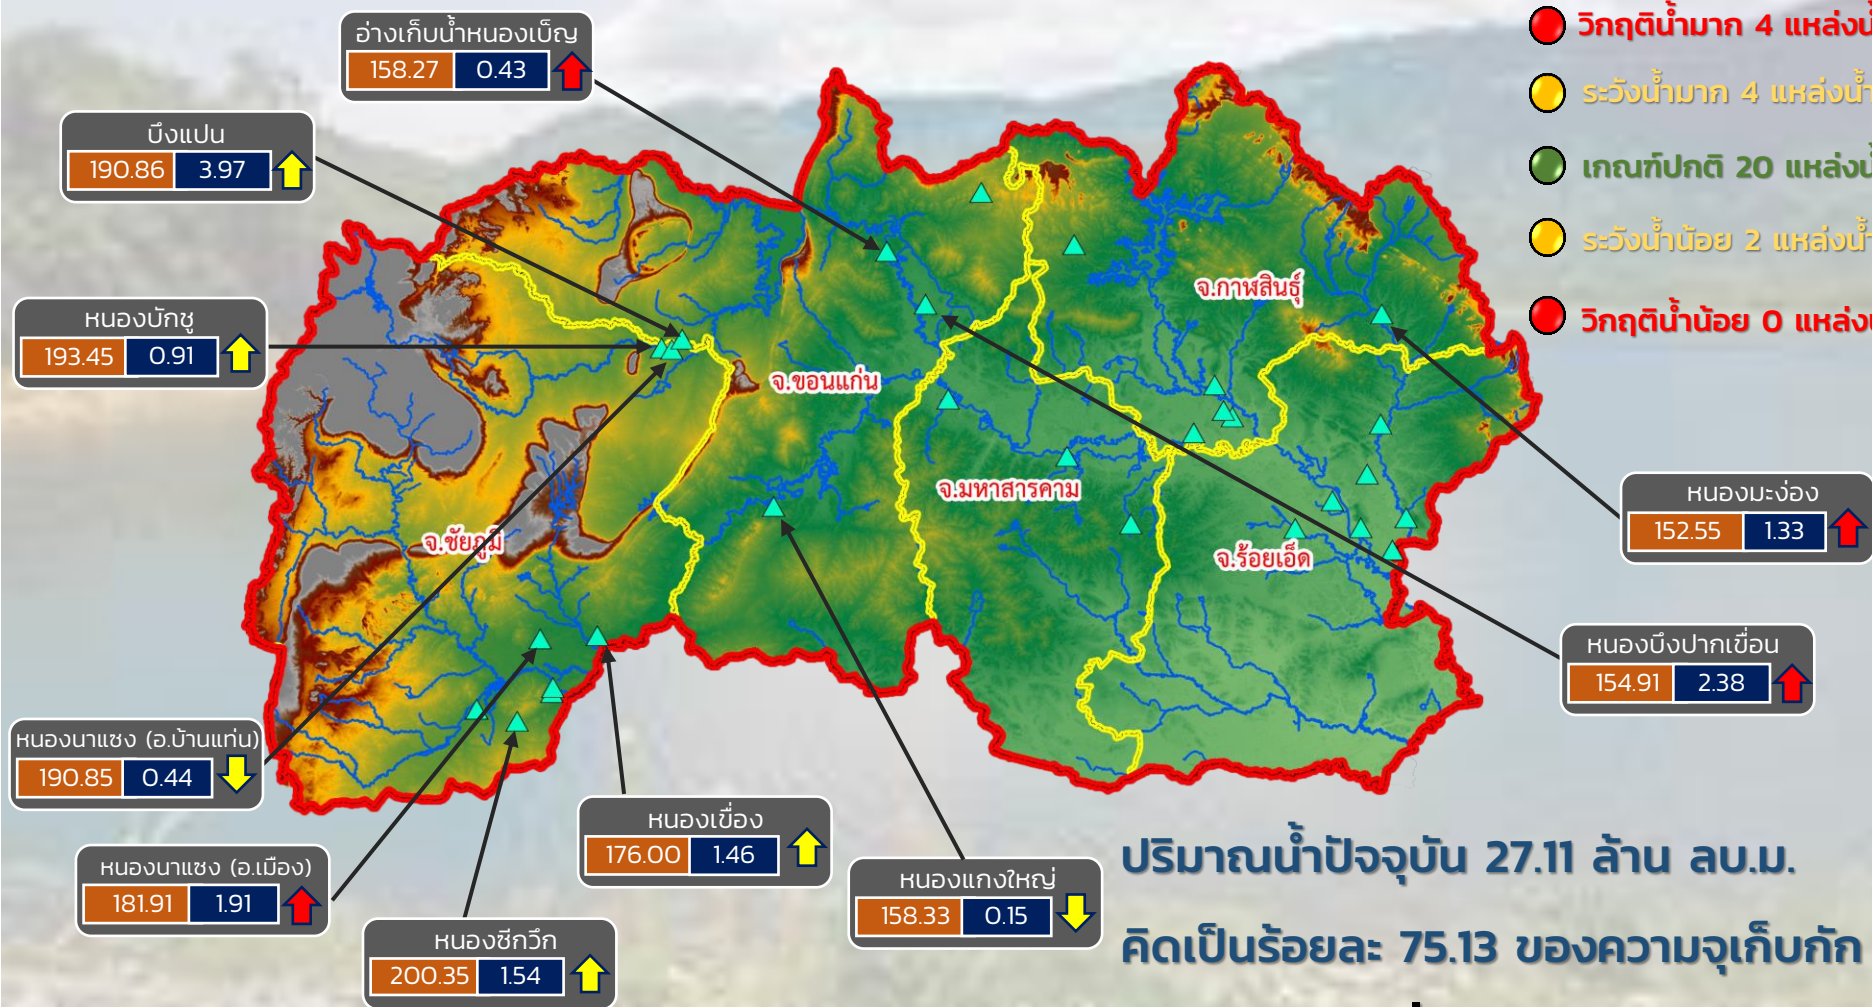 อ่างเก็บน้ำหนองเบ็ญ
158.27 0.43
บึงแปน
190.86 3.97
หนองบักชู
193.45 0.91
วิกฤติน้ำมาก 4
ระวังน้ำมาก 4 แหล่งน้ำ
เกณฑ์ปกติ 20
ระวังน้ำน้อย 2 แหล่งน้ำ
วิกฤติน้ำน้อย 0
จ.กาฬสินธุ์
จ.ขอนแก่น
จ.มหาสารคาม
จ.ชัยภูมิ
จ.ร้อยเอ็ด
หนองมะง่อง
152.55 1.33
หนองบึงปากเขื่อน
154.91 2.38
หนองนาแซง (อ.บ้านแท่น)
190.85 0.44
หนองนาแซง (อ.เมือง)
181.91 1.91
หนองเขื่อง
176.00 1.46
หนองแกงใหญ่
158.33 0.15
หนองซีกวึก
200.35 1.54
ปริมาณน้ำปัจจุบัน 27.11 ล้าน ลบ.ม.
คิดเป็นร้อยละ 75.13 ของความจุเก็บกัก